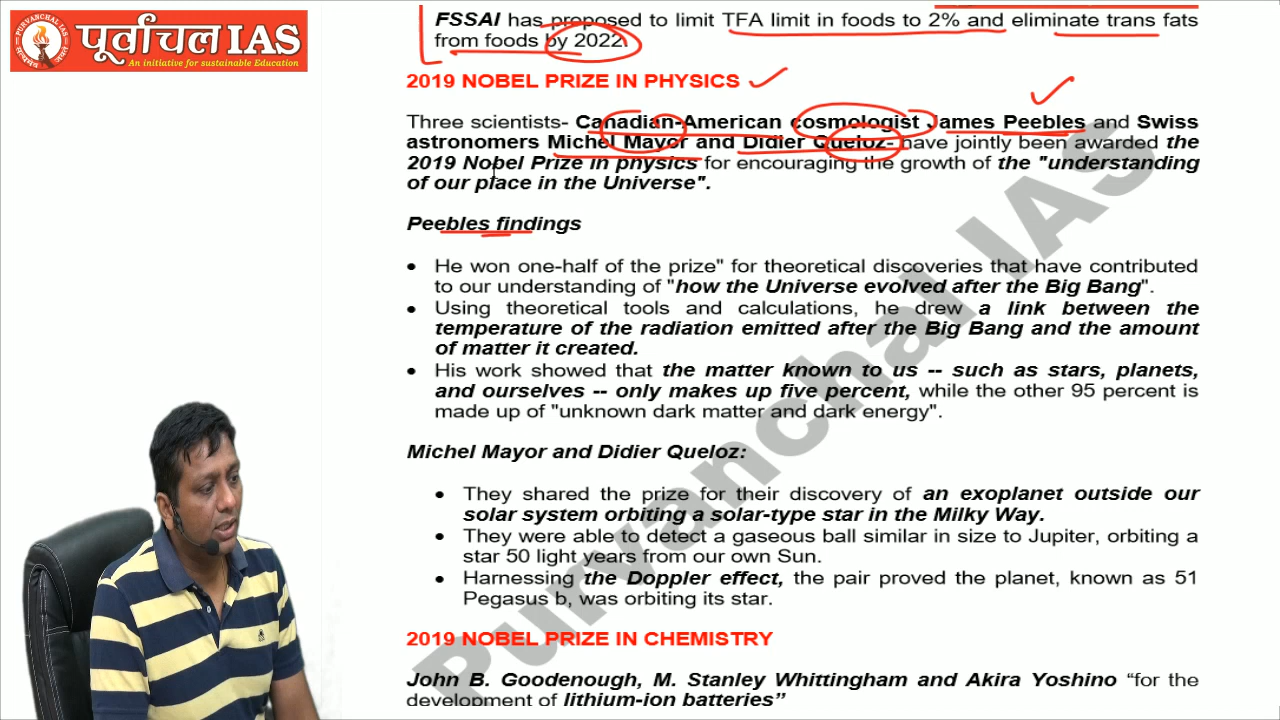 पूर्वांचल IAS
An initiative for sustainable Education
FSSAI has proposed to limit TFA limit in foods to 2% and eliminate trans fats
from foods by 2022.
2019 NOBEL PRIZE IN PHYSICS
Three scientists- Canadian-American cosmologist James Peebles and Swiss
astronomers Michel Mayor and Didier Queloz- have jointly been awarded the
2019 Nobel Prize in physics for encouraging the growth of the "understanding
of our place in the Universe".
Peebles findings
• He won one-half of the prize" for theoretical discoveries that have contributed
to our understanding of "how the Universe evolved after the Big Bang".
• Using theoretical tools and calculations, he drew a link between the
temperature of the radiation emitted after the Big Bang and the amount
of matter it created.
• His work showed that the matter known to us -- such as stars, planets,
and ourselves -- only makes up five percent, while the other 95 percent is
made up of "unknown dark matter and dark energy".
Michel Mayor and Didier Queloz:
• They shared the prize for their discovery of an exoplanet outside our
solar system orbiting a solar-type star in the Milky Way.
• They were able to detect a gaseous ball similar in size to Jupiter, orbiting a
star 50 light years from our own Sun.
• Harnessing the Doppler effect, the pair proved the planet, known as 51
Pegasus b, was orbiting its star.
2019 NOBEL PRIZE IN CHEMISTRY
John B. Goodenough, M. Stanley Whittingham and Akira Yoshino “for the
development of lithium-ion batteries”
Purvanchal IAS